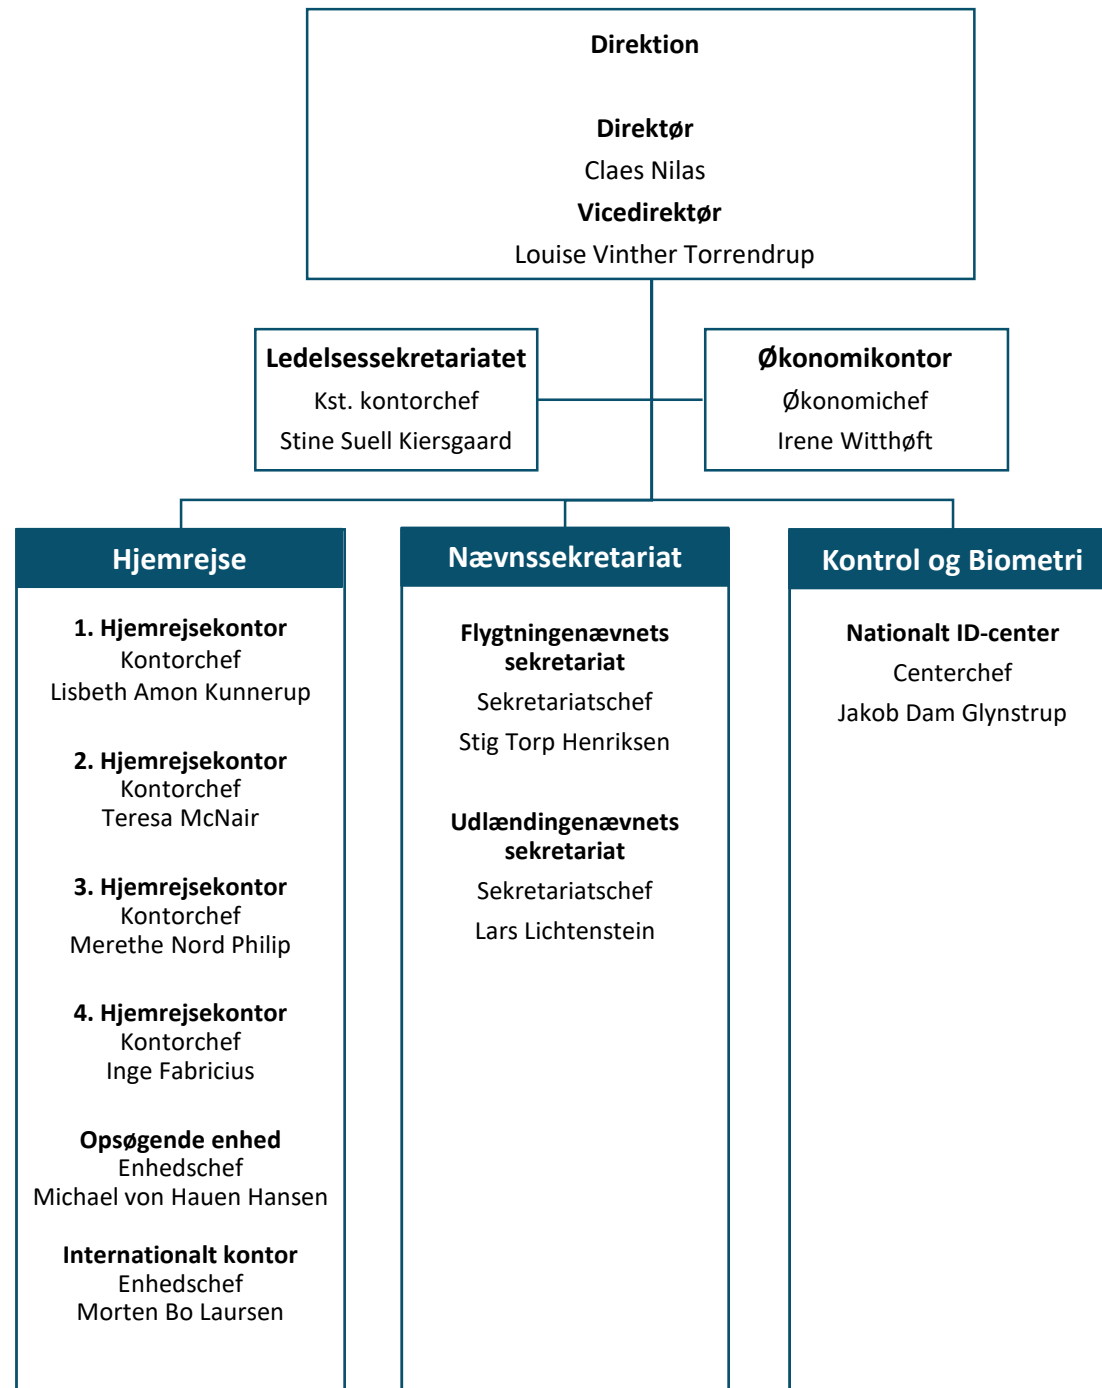 Direktion
Direktør
Claes Nilas
Vicedirektør
Louise Vinther Torrendrup
Ledelsessekretariatet
Kst. kontorchef
Stine Suell Kiersgaard
Økonomikontor
Økonomichef
Irene Witthøft
Hjemrejse
1. Hjemrejsekontor
Kontorchef
Lisbeth Amon Kunnerup
2. Hjemrejsekontor
Kontorchef
Teresa McNair
3. Hjemrejsekontor
Kontorchef
Merethe Nord Philip
4. Hjemrejsekontor
Kontorchef
Inge Fabricius
Opsøgende enhed
Enhedschef
Michael von Hauen Hansen
Internationalt kontor
Enhedschef
Morten Bo Laursen
Nævnssekretariat
Flygtningenævnets
sekretariat
Sekretariatschef
Stig Torp Henriksen
Udlændingenævnets
sekretariat
Sekretariatschef
Lars Lichtenstein
Kontrol og Biometri
Nationalt ID-center
Centerchef
Jakob Dam Glynstrup